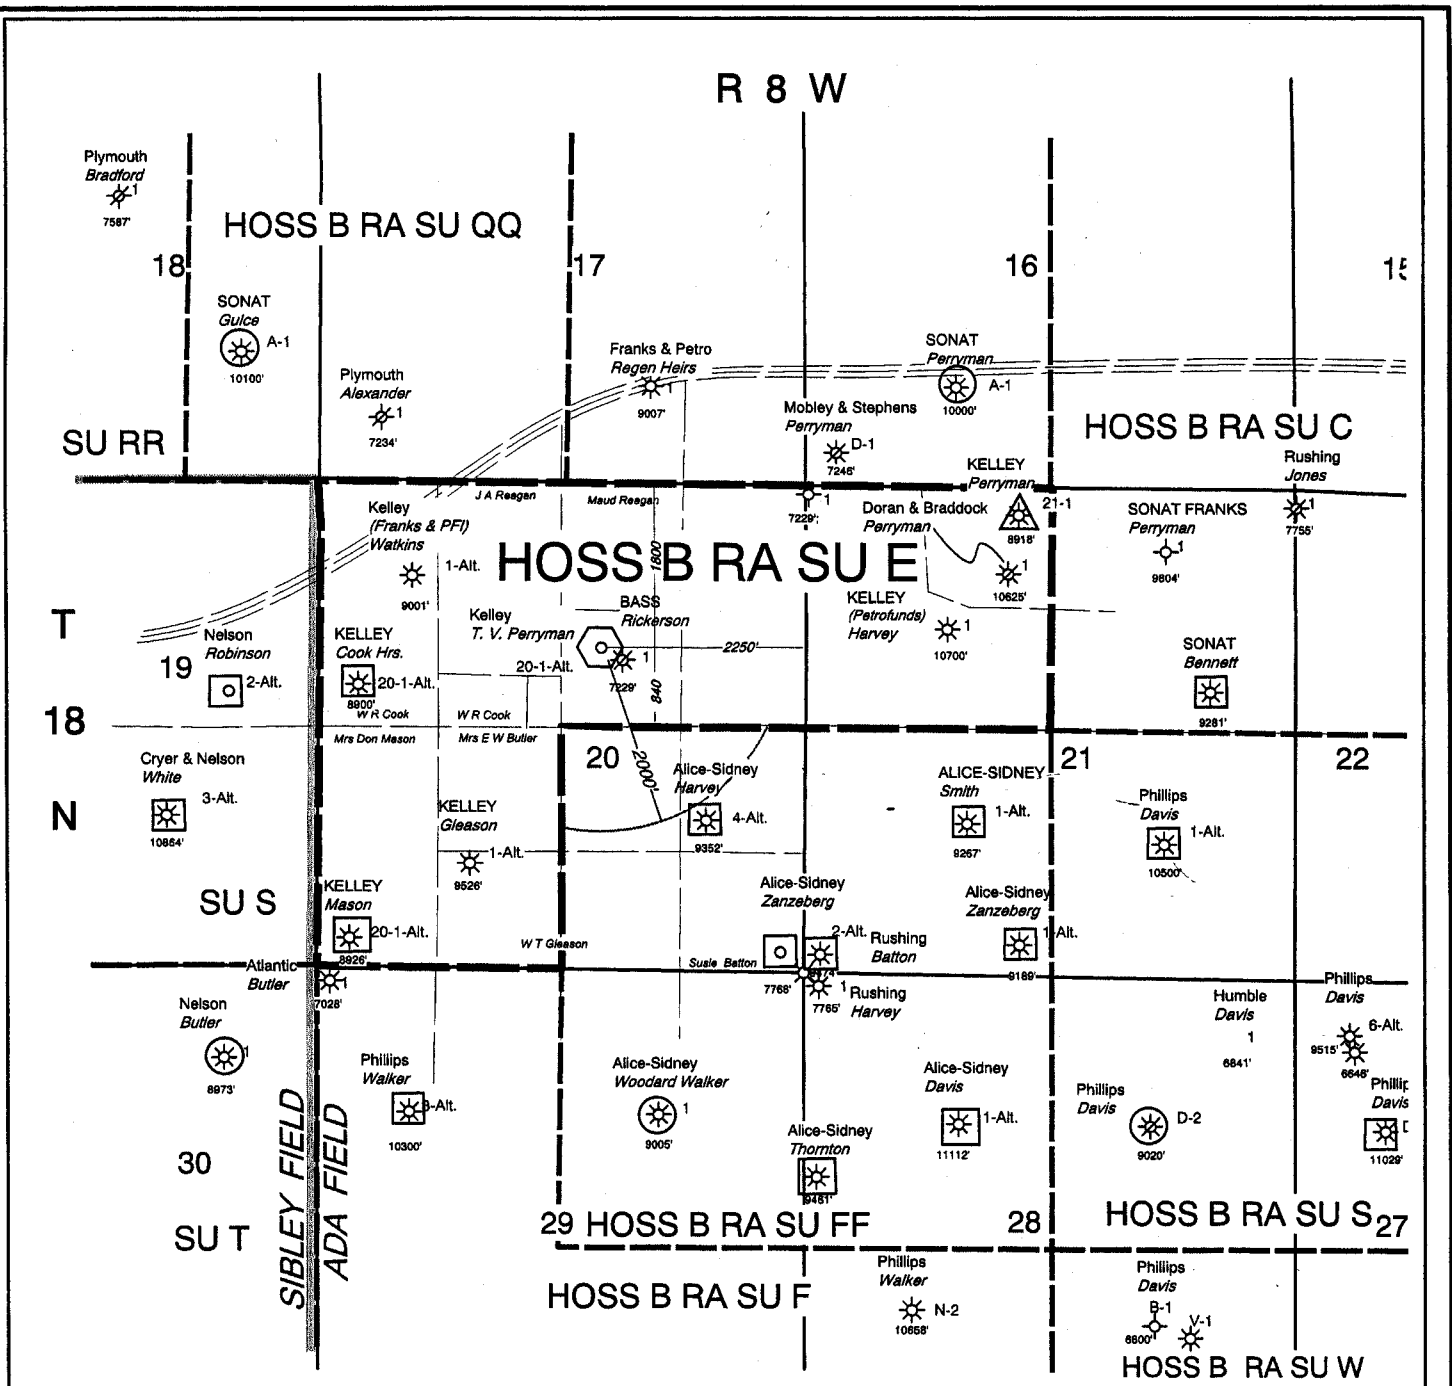 R 8 W
Plymouth
Bradford
1
7587'
HOSS B RA SU QQ
18
17
16
SONAT
Guice
A-1
10100'
Plymouth
Alexander
1
7234'
Franks & Petro
Regen Heirs
1
9007'
SONAT
Perryman
A-1
10000'
Mobley & Stephens
Perryman
D-1
7246'
HOSS B RA SU C
SU RR
Rushing
Jones
1
7755'
KELLEY
Perryman
21-1
8918'
J A Reagan
Maud Reagan
1
7229'
Doran & Braddock
Perryman
1
10625'
SONAT FRANKS
Perryman
1
9804'
Kelley
(Franks & PFI)
Watkins
1-Alt.
9001'
HOSS B RA SU E
1800
T
18
N
Nelson
Robinson
19
2-Alt.
KELLEY
Cook Hrs.
20-1-Alt.
8900'
Kelley
T. V. Perryman
20-1-Alt.
BASS
Rickerson
1
7229'
2250'
840
KELLEY
(Petrofunds)
Harvey
1
10700'
SONAT
Bennett
9281'
W R Cook
W R Cook
Mrs Don Mason
Mrs E W Butler
20
21
22
2000'
Cryer & Nelson
White
3-Alt.
10864'
KELLEY
Gleason
1-Alt.
9526'
Alice-Sidney
Harvey
4-Alt.
9352'
ALICE-SIDNEY
Smith
1-Alt.
9267'
Phillips
Davis
1-Alt.
10500'
SU S
KELLEY
Mason
20-1-Alt.
8926'
Alice-Sidney
Zanzeberg
2-Alt.
Rushing
Batton
Alice-Sidney
Zanzeberg
1-Alt.
9189'
W T Gleason
Susie Batton
7768'
1
7765'
Rushing
Harvey
Atlantic
Butler
1
7028'
Nelson
Butler
1
8973'
Humble
Davis
1
6841'
Phillips
Davis
6-Alt.
9515'
6646'
Phillips
Walker
10300'
Alice-Sidney
Woodard Walker
1
9005'
Alice-Sidney
Davis
1-Alt.
11112'
Phillips
Davis
D-2
9020'
Davis
11029'
Alice-Sidney
Thornton
9461'
30
SU T
SIBLEY FIELD
ADA FIELD
29 HOSS B RA SU FF
28
HOSS B RA SU S
27
HOSS B RA SU F
Phillips
Walker
N-2
10658'
Phillips
Davis
B-1
6600'
V-1
HOSS B RA SU W